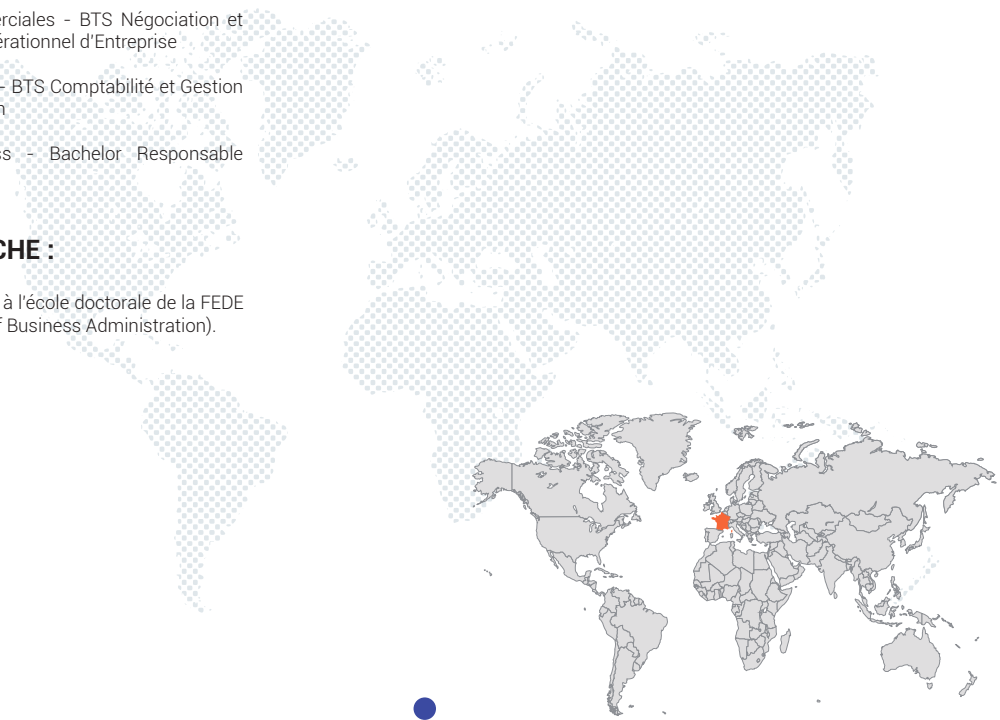 erciales - BTS Négociation et
érationnel d'Entreprise
- BTS Comptabilité et Gestion
n
ss - Bachelor Responsable
CHE :
à l'école doctorale de la FEDE
f Business Administration).